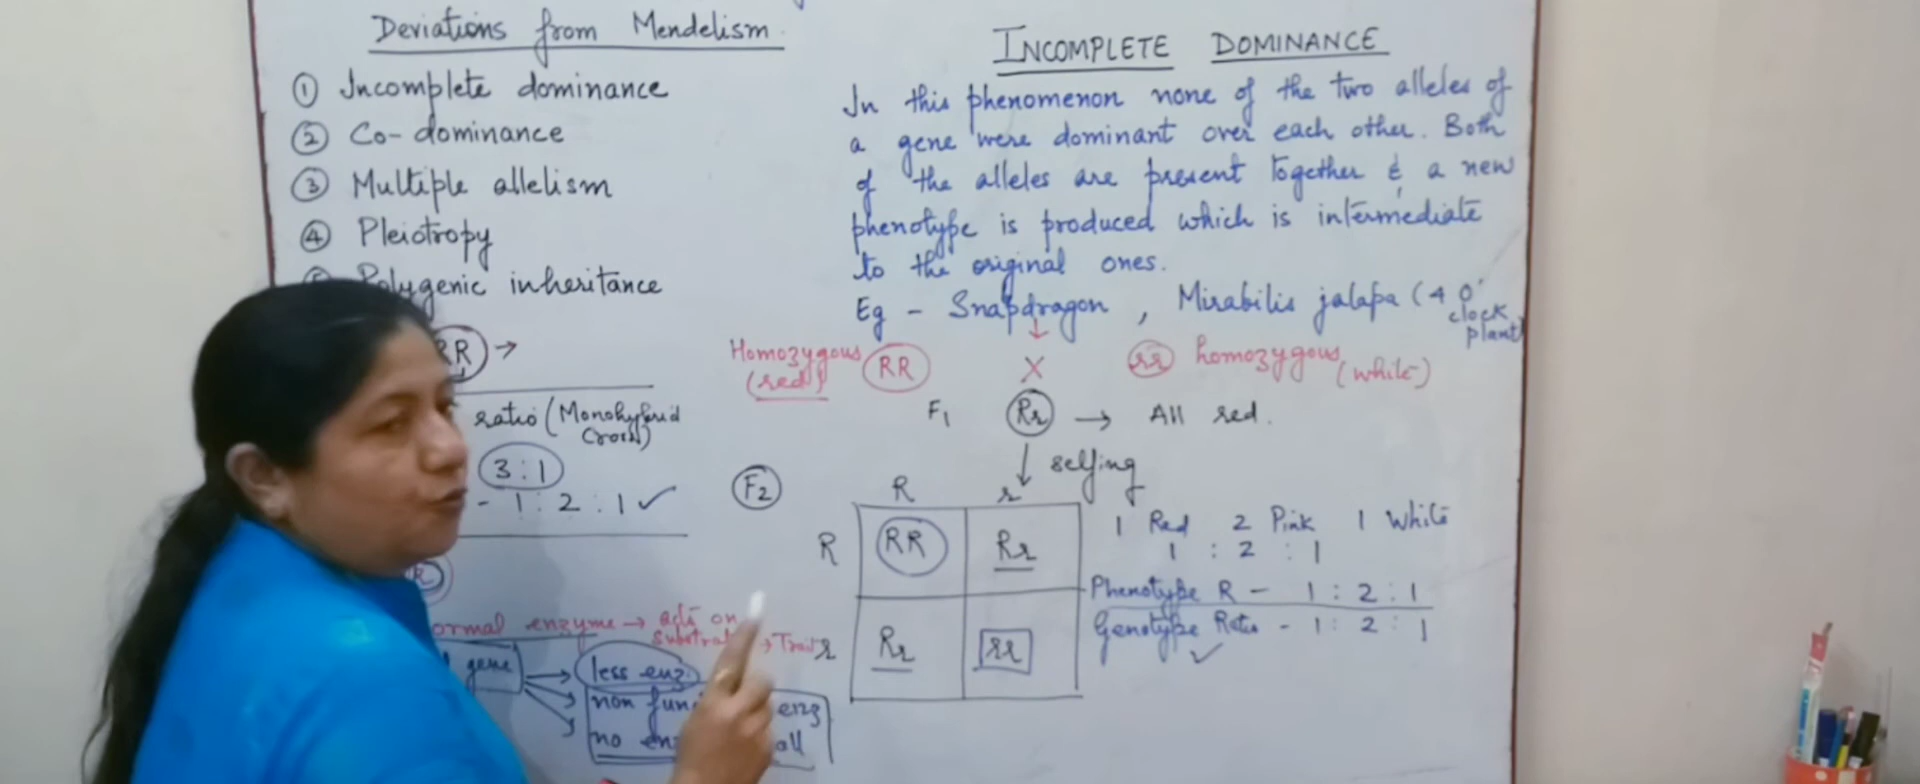 Deviations from Mendelism
① Incomplete dominance
② Co-dominance
③ Multiple allelism
④ Pleiotropy
Polygenic inheritance
RR →
ratio (Monohybrid
Cross)
3 : 1
- 1 : 2 : 1 ✓
ormal enzyme → acts on
substrat → Trait
gene → less enz.
non fun enz
no en all
INCOMPLETE DOMINANCE
In this phenomenon none of the two alleles of
a gene were dominant over each other. Both
of the alleles are present together & a new
phenotype is produced which is intermediate
to the original ones.
Eg - Snapdragon, Mirabilis jalapa (4 O'
clock
plant)
Homozygous RR × rr homozygous
(red) (white)
F1 Rr → All red.
↓ selfing
F2
R r
R RR Rr
r Rr rr
1 Red 2 Pink 1 White
1 : 2 : 1
Phenotype R - 1 : 2 : 1
Genotype Ratio - 1 : 2 : 1
✓